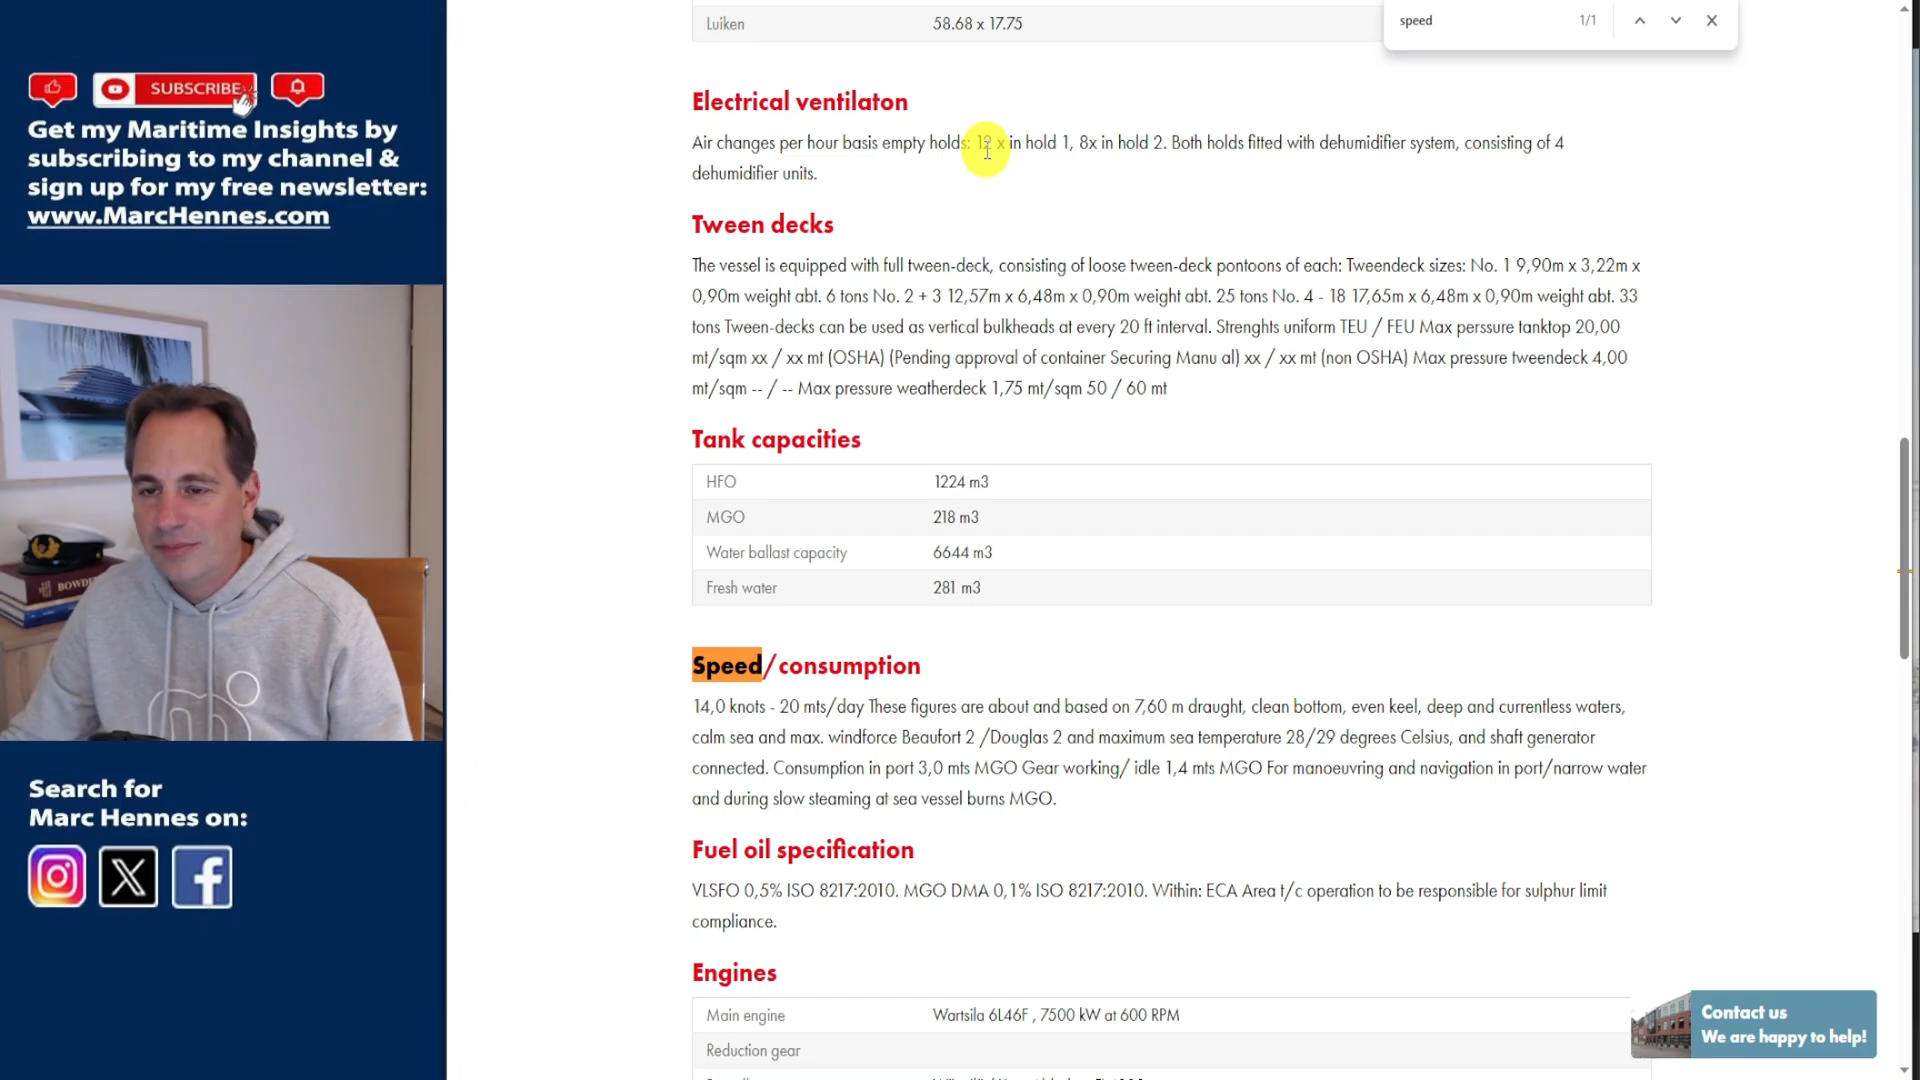 SUBSCRIBE
Get my Maritime Insights by
subscribing to my channel &
sign up for my free newsletter:
www.MarcHennes.com
BOWDI
Search for
Marc Hennes on:
Luiken 58.68 x 17.75
speed 1/1
Electrical ventilaton
Air changes per hour basis empty holds: 12 x in hold 1, 8x in hold 2. Both holds fitted with dehumidifier system, consisting of 4
dehumidifier units.
Tween decks
The vessel is equipped with full tween-deck, consisting of loose tween-deck pontoons of each: Tweendeck sizes: No. 1 9,90m x 3,22m x
0,90m weight abt. 6 tons No. 2 + 3 12,57m x 6,48m x 0,90m weight abt. 25 tons No. 4 - 18 17,65m x 6,48m x 0,90m weight abt. 33
tons Tween-decks can be used as vertical bulkheads at every 20 ft interval. Strenghts uniform TEU / FEU Max perssure tanktop 20,00
mt/sqm xx / xx mt (OSHA) (Pending approval of container Securing Manu al) xx / xx mt (non OSHA) Max pressure tweendeck 4,00
mt/sqm -- / -- Max pressure weatherdeck 1,75 mt/sqm 50 / 60 mt
Tank capacities
HFO 1224 m3
MGO 218 m3
Water ballast capacity 6644 m3
Fresh water 281 m3
Speed/consumption
14,0 knots - 20 mts/day These figures are about and based on 7,60 m draught, clean bottom, even keel, deep and currentless waters,
calm sea and max. windforce Beaufort 2 /Douglas 2 and maximum sea temperature 28/29 degrees Celsius, and shaft generator
connected. Consumption in port 3,0 mts MGO Gear working/ idle 1,4 mts MGO For manoeuvring and navigation in port/narrow water
and during slow steaming at sea vessel burns MGO.
Fuel oil specification
VLSFO 0,5% ISO 8217:2010. MGO DMA 0,1% ISO 8217:2010. Within: ECA Area t/c operation to be responsible for sulphur limit
compliance.
Engines
Main engine Wartsila 6L46F , 7500 kW at 600 RPM
Reduction gear
Contact us
We are happy to help!